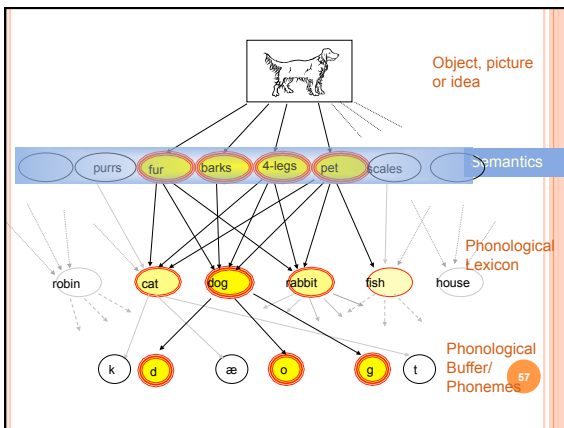 Object, picture
or idea
purrs fur barks 4-legs pet scales Semantics
Phonological
Lexicon
robin cat dog rabbit fish house
Phonological
Buffer/
Phonemes
k d æ o g t
57